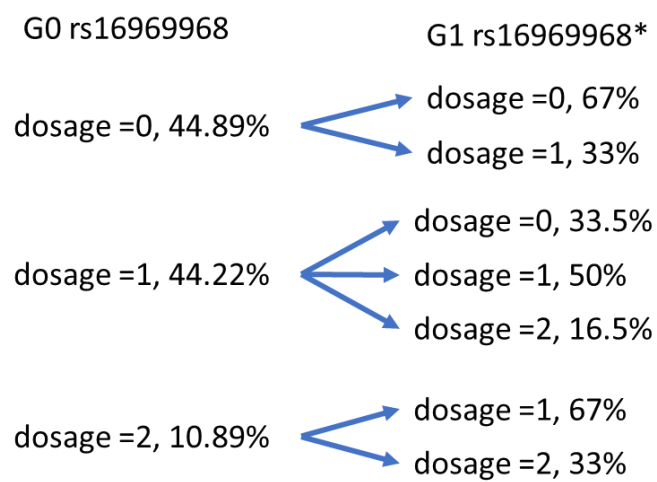 G0 rs16969968
G1 rs16969968*
dosage =0, 44.89%
dosage =0, 67%
dosage =1, 33%
dosage =1, 44.22%
dosage =0, 33.5%
dosage =1, 50%
dosage =2, 16.5%
dosage =2, 10.89%
dosage =1, 67%
dosage =2, 33%